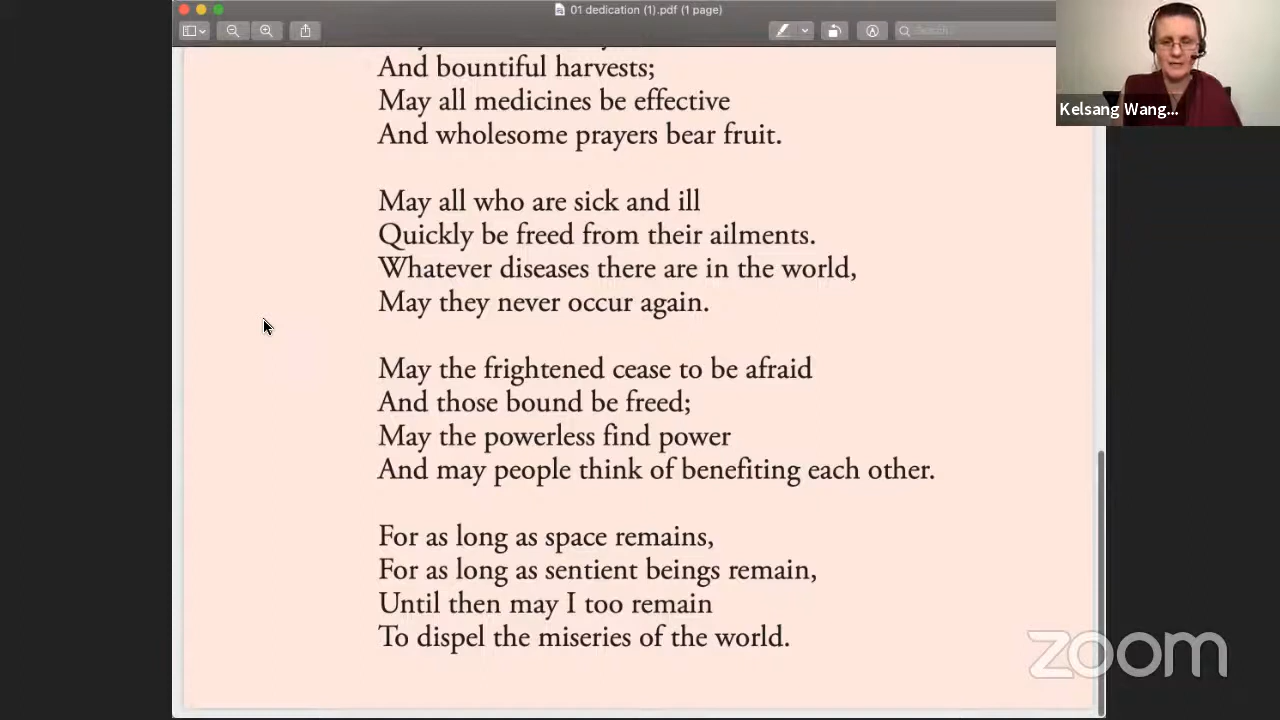 01 dedication (1).pdf (1 page)
Search
Kelsang Wang...
And bountiful harvests;
May all medicines be effective
And wholesome prayers bear fruit.
May all who are sick and ill
Quickly be freed from their ailments.
Whatever diseases there are in the world,
May they never occur again.
May the frightened cease to be afraid
And those bound be freed;
May the powerless find power
And may people think of benefiting each other.
For as long as space remains,
For as long as sentient beings remain,
Until then may I too remain
To dispel the miseries of the world.
zoom